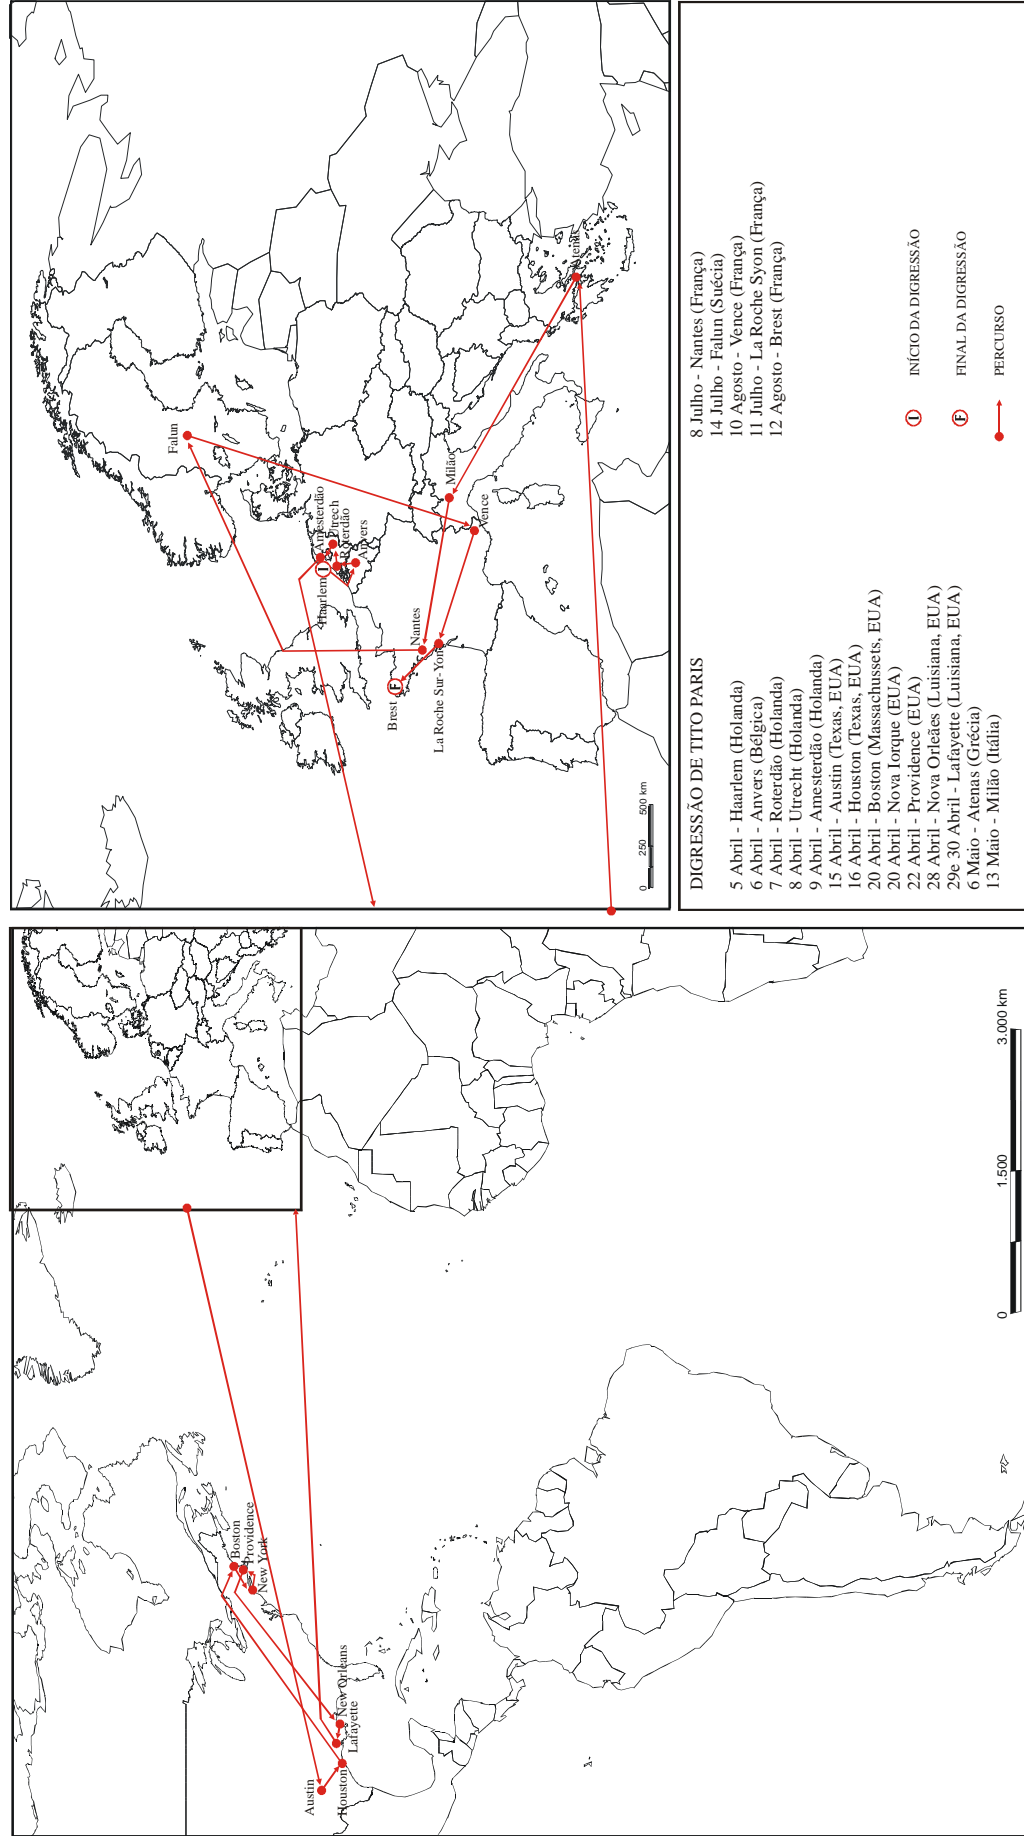 Austin
Houston
Lafayette
New Orleans
Boston
Providence
New York
0
1.500
3.000 km
Falun
Amesterdão
Utrech
Roterdão
Anvers
Haarlem
I
Milão
Vence
Nantes
La Roche Sur-Yon
Brest
F
0
250
500 km
DIGRESSÃO DE TITO PARIS
5 Abril - Haarlem (Holanda)
6 Abril - Anvers (Bélgica)
7 Abril - Roterdão (Holanda)
8 Abril - Utrecht (Holanda)
9 Abril - Amesterdão (Holanda)
15 Abril - Austin (Texas, EUA)
16 Abril - Houston (Texas, EUA)
20 Abril - Boston (Massachussets, EUA)
20 Abril - Nova Iorque (EUA)
22 Abril - Providence (EUA)
28 Abril - Nova Orleães (Luisiana, EUA)
29e 30 Abril - Lafayette (Luisiana, EUA)
6 Maio - Atenas (Grécia)
13 Maio - Milão (Itália)
8 Julho - Nantes (França)
14 Julho - Falun (Suécia)
10 Agosto - Vence (França)
11 Julho - La Roche Syon (França)
12 Agosto - Brest (França)
I INÍCIO DA DIGRESSÃO
F FINAL DA DIGRESSÃO
PERCURSO